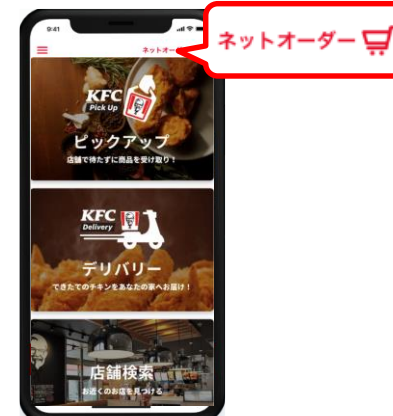 9:41
ネットオーダー
ネットオーダー
KFC
Pick Up
ピックアップ
店舗で待たずに商品を受け取り！
KFC
Delivery
デリバリー
できたてのチキンをあなたの家へお届け！
店舗検索
お近くのお店を見つける